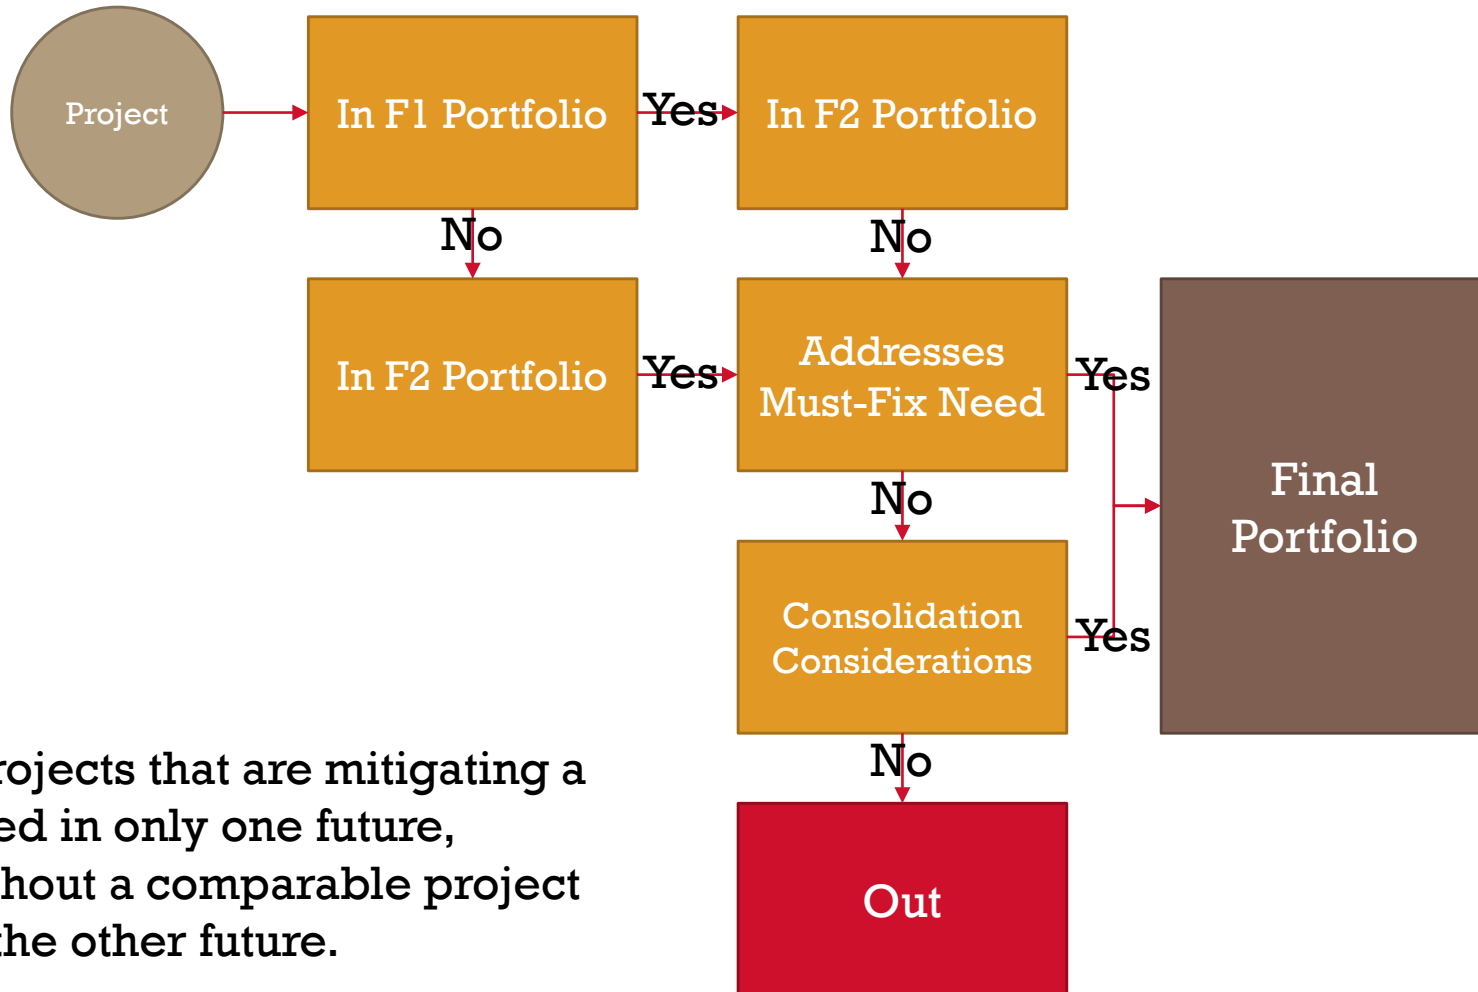 Project
In F1 Portfolio
Yes
In F2 Portfolio
No
No
In F2 Portfolio
Yes
Addresses
Must-Fix Need
Yes
Final
Portfolio
No
Consolidation
Considerations
Yes
No
Out
rojects that are mitigating a
ed in only one future,
hout a comparable project
the other future.